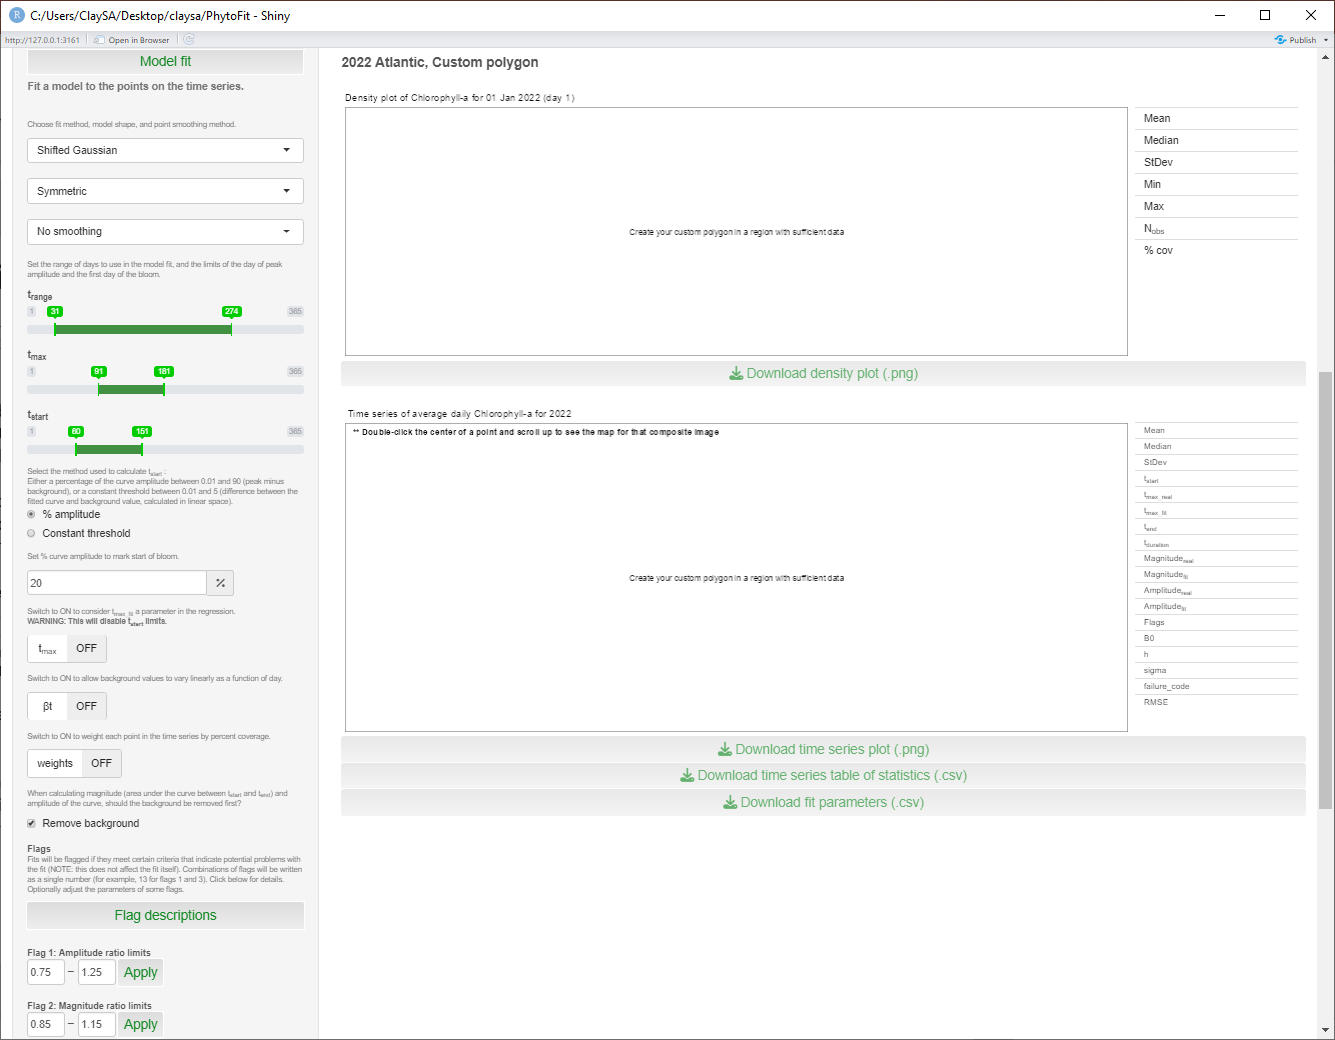 C:/Users/ClaySA/Desktop/claysa/PhytoFit - Shiny
http://127.0.0.1:3161
Open in Browser
Publish
Model fit
Fit a model to the points on the time series.
Choose fit method, model shape, and point smoothing method.
Shifted Gaussian
Symmetric
No smoothing
Set the range of days to use in the model fit, and the limits of the day of peak
amplitude and the first day of the bloom.
trange
1 31 274 365
tmax
1 91 181 365
tstart
1 60 151 365
Select the method used to calculate tstart :
Either a percentage of the curve amplitude between 0.01 and 90 (peak minus
background), or a constant threshold between 0.01 and 5 (difference between the
fitted curve and background value, calculated in linear space).
% amplitude
Constant threshold
Set % curve amplitude to mark start of bloom.
20 %
Switch to ON to consider tmax_fit a parameter in the regression.
WARNING: This will disable tstart limits.
tmax OFF
Switch to ON to allow background values to vary linearly as a function of day.
βt OFF
Switch to ON to weight each point in the time series by percent coverage.
weights OFF
When calculating magnitude (area under the curve between tstart and tend) and
amplitude of the curve, should the background be removed first?
Remove background
Flags
Fits will be flagged if they meet certain criteria that indicate potential problems with
the fit (NOTE: this does not affect the fit itself). Combinations of flags will be written
as a single number (for example, 13 for flags 1 and 3). Click below for details.
Optionally adjust the parameters of some flags.
Flag descriptions
Flag 1: Amplitude ratio limits
0.75 – 1.25 Apply
Flag 2: Magnitude ratio limits
0.85 – 1.15 Apply
2022 Atlantic, Custom polygon
Density plot of Chlorophyll-a for 01 Jan 2022 (day 1)
Create your custom polygon in a region with sufficient data
Mean
Median
StDev
Min
Max
Nobs
% cov
Download density plot (.png)
Time series of average daily Chlorophyll-a for 2022
** Double-click the center of a point and scroll up to see the map for that composite image
Create your custom polygon in a region with sufficient data
Mean
Median
StDev
tstart
tmax_real
tmax_fit
tend
tduration
Magnitudereal
Magnitudefit
Amplitudereal
Amplitudefit
Flags
B0
h
sigma
failure_code
RMSE
Download time series plot (.png)
Download time series table of statistics (.csv)
Download fit parameters (.csv)